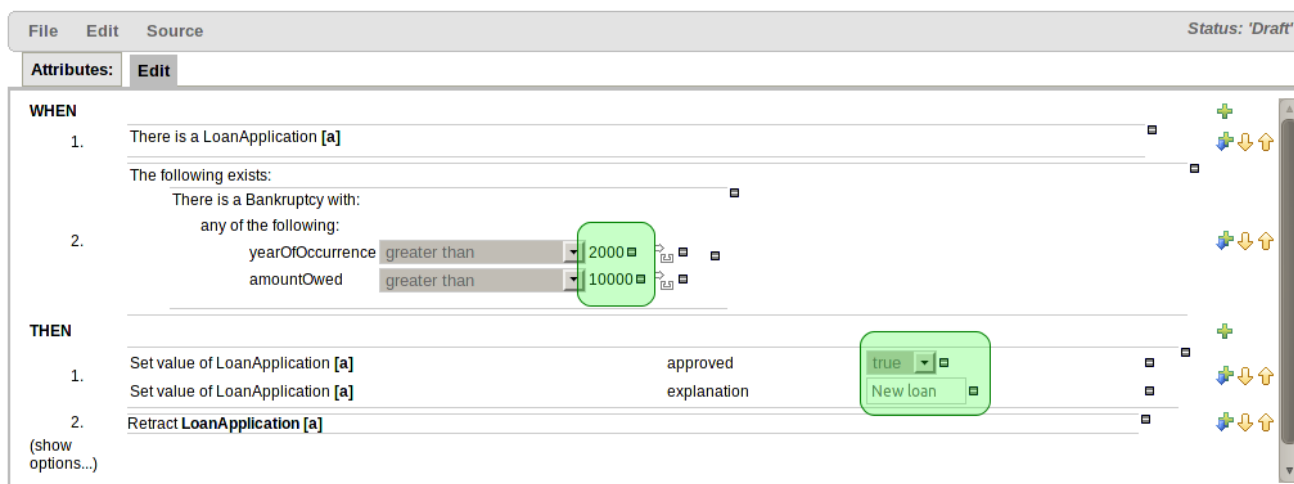 File Edit Source Status: 'Draft'
Attributes: Edit
WHEN
1. There is a LoanApplication [a]
The following exists:
There is a Bankruptcy with:
any of the following:
2.
yearOfOccurrence greater than 2000
amountOwed greater than 10000
THEN
1.
Set value of LoanApplication [a] approved true
Set value of LoanApplication [a] explanation New loan
2. Retract LoanApplication [a]
(show
options...)